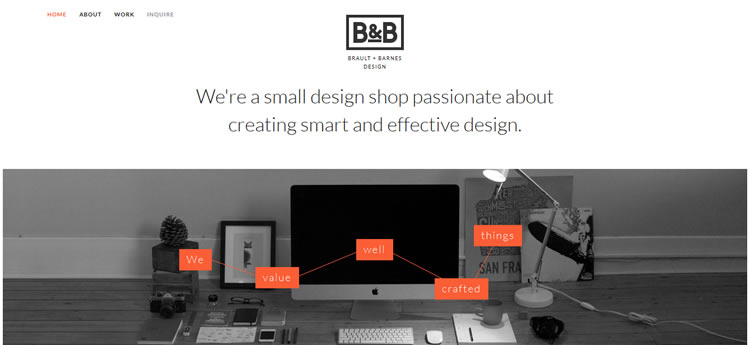 HOME ABOUT WORK INQUIRE
B&B
BRAULT + BARNES
DESIGN
We're a small design shop passionate about
creating smart and effective design.
We
value
well
crafted
things
SAN FRA